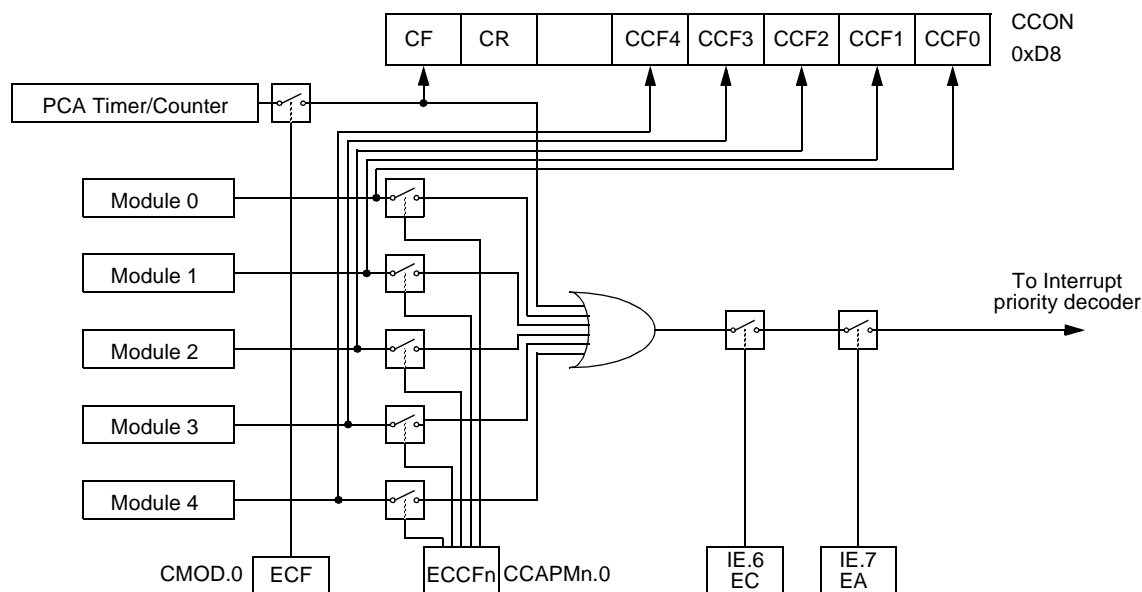 CF CR CCF4 CCF3 CCF2 CCF1 CCF0
CCON
0xD8
PCA Timer/Counter
Module 0
Module 1
Module 2
Module 3
Module 4
To Interrupt
priority decoder
CMOD.0
ECF
ECCFn
CCAPMn.0
IE.6
EC
IE.7
EA